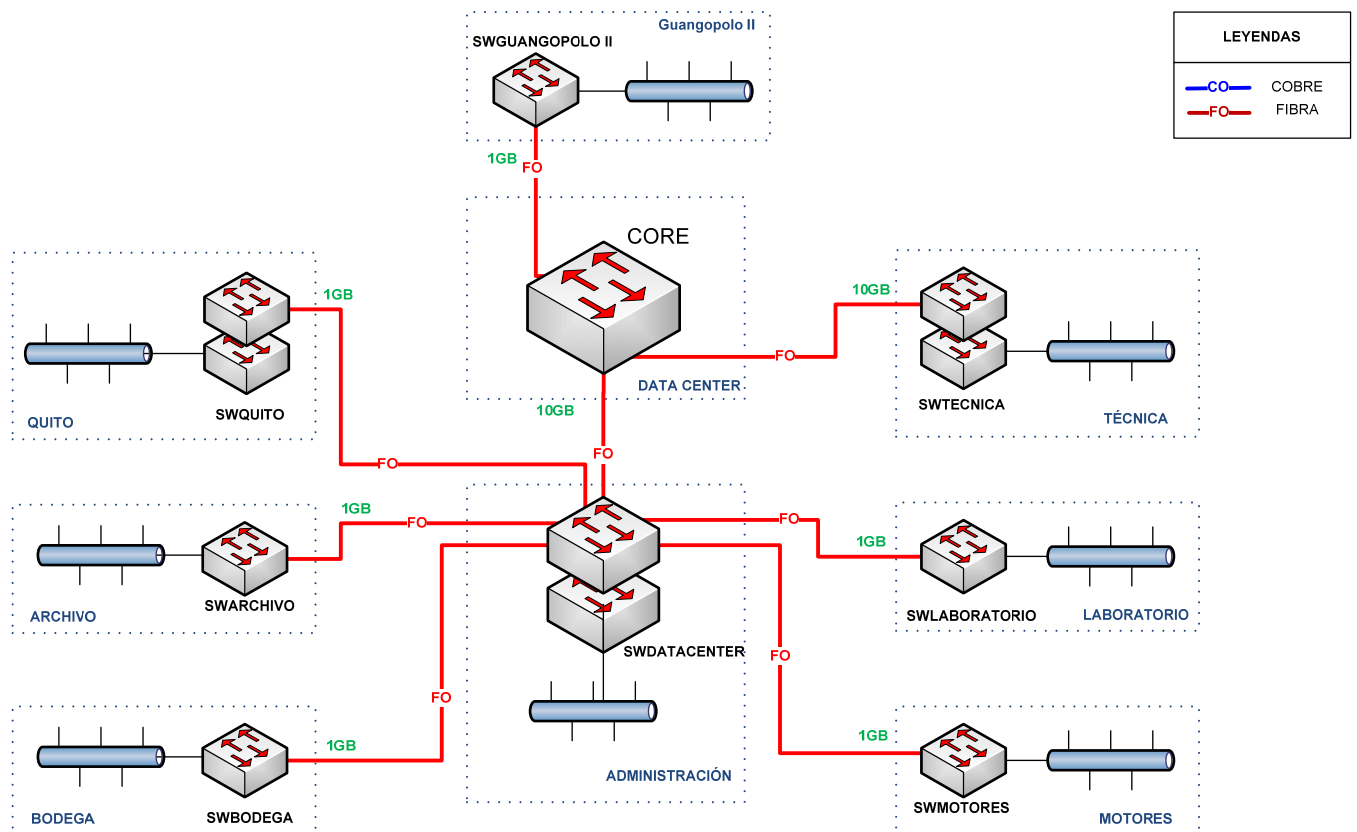 Guangopolo II
SWGUANGOPOLO II
LEYENDAS
CO COBRE
FO FIBRA
1GB
FO
CORE
1GB
10GB
FO
DATA CENTER
10GB
SWQUITO
QUITO
SWTECNICA
TÉCNICA
FO
FO
1GB
FO
FO
1GB
SWARCHIVO
ARCHIVO
SWLABORATORIO
LABORATORIO
SWDATACENTER
FO
FO
1GB
1GB
ADMINISTRACIÓN
SWBODEGA
BODEGA
SWMOTORES
MOTORES